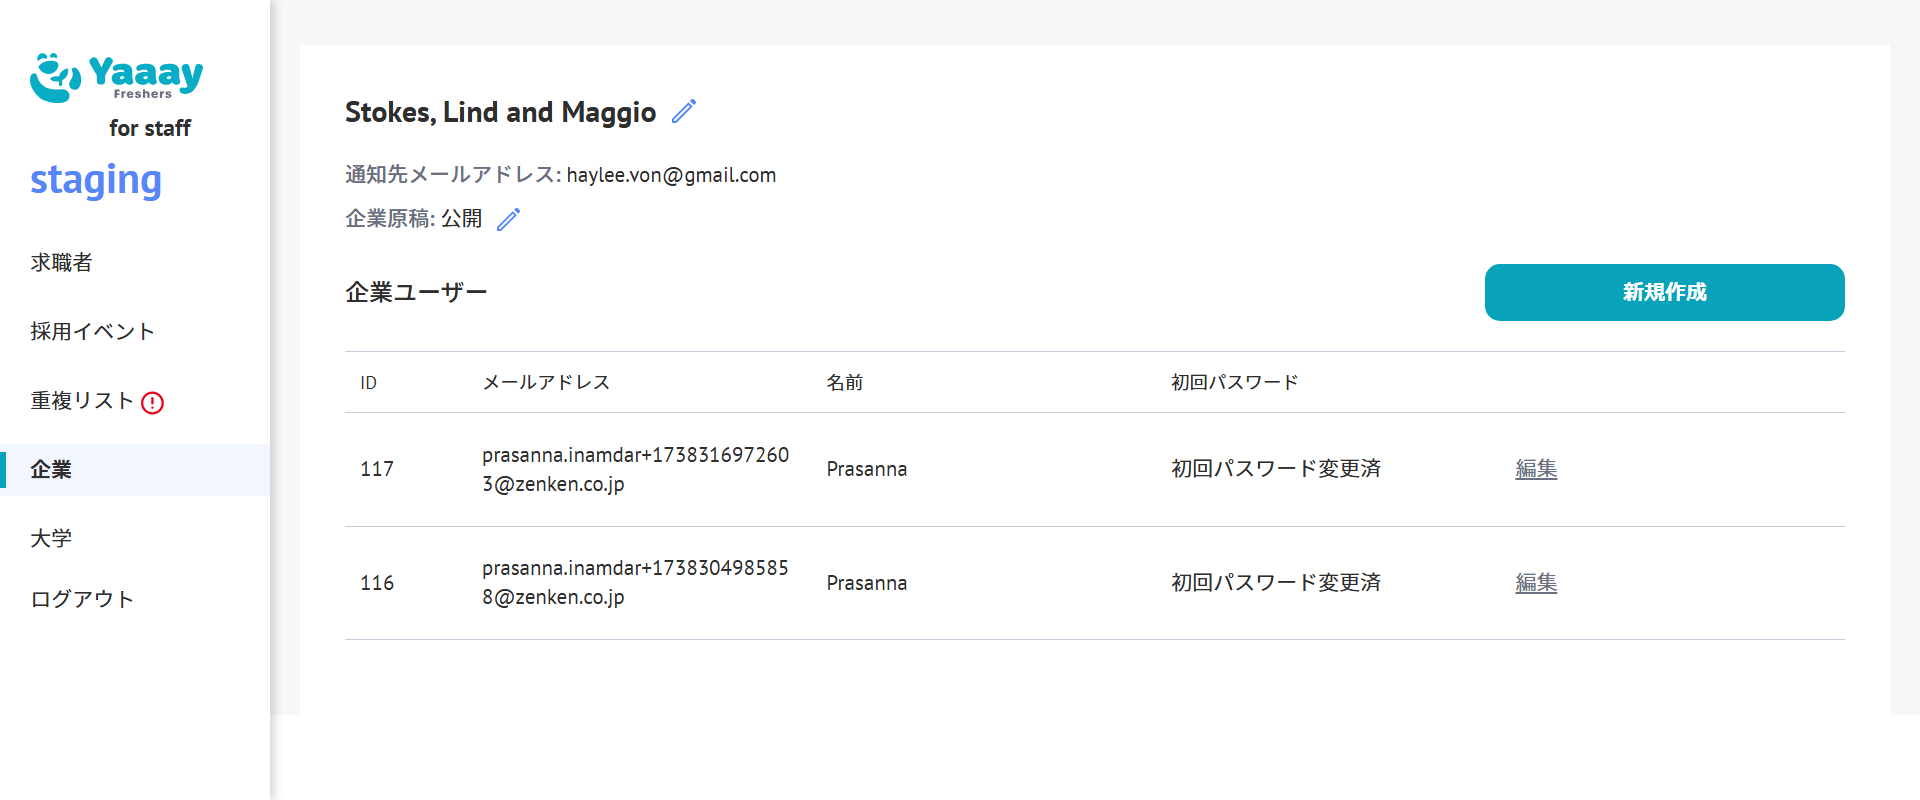 Yaaay
Freshers
for staff
staging
求職者
採用イベント
重複リスト
企業
大学
ログアウト
Stokes, Lind and Maggio
通知先メールアドレス: haylee.von@gmail.com
企業原稿: 公開
企業ユーザー
新規作成
ID メールアドレス 名前 初回パスワード
117 prasanna.inamdar+173831697260 Prasanna 初回パスワード変更済 編集
3@zenken.co.jp
116 prasanna.inamdar+173830498585 Prasanna 初回パスワード変更済 編集
8@zenken.co.jp